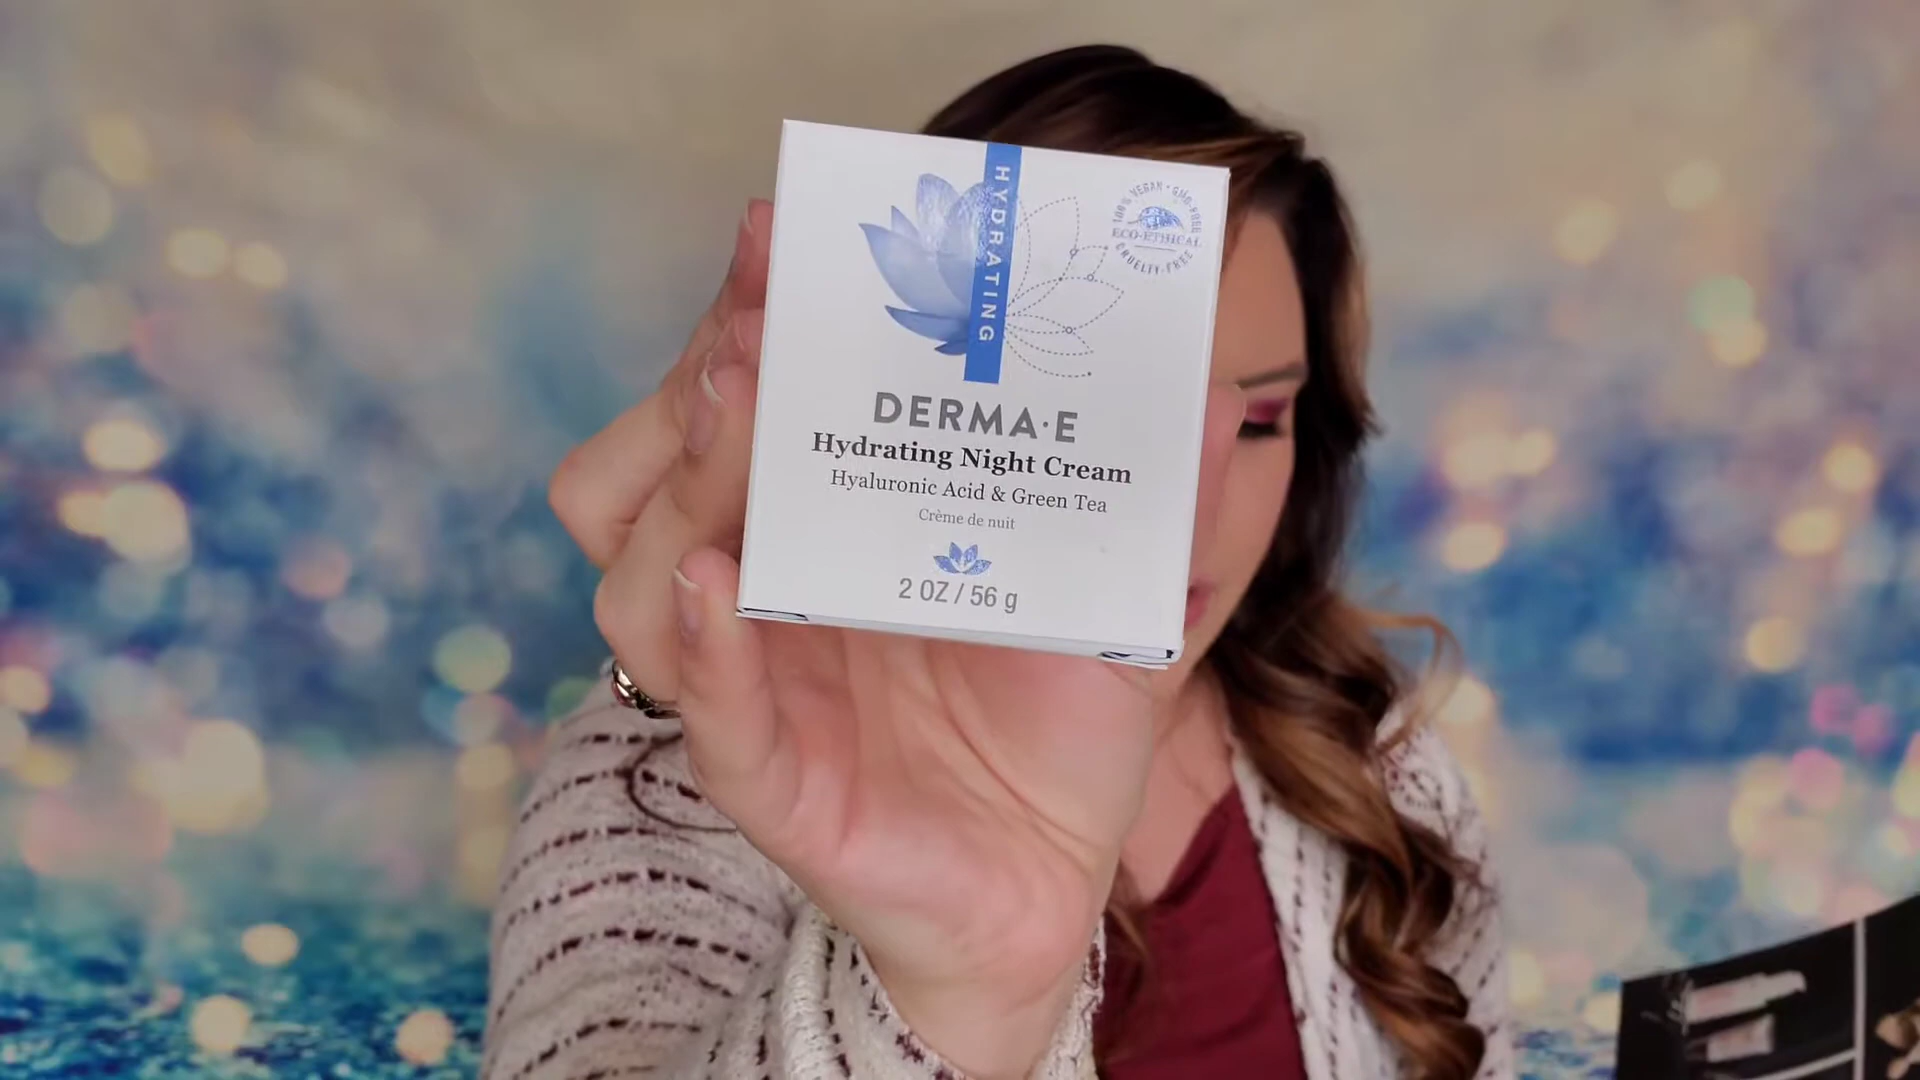 HYDRATING
100% VEGAN • GMO-FREE
ECO-ETHICAL
CRUELTY-FREE
DERMA·E
Hydrating Night Cream
Hyaluronic Acid & Green Tea
Crème de nuit
2 OZ / 56 g